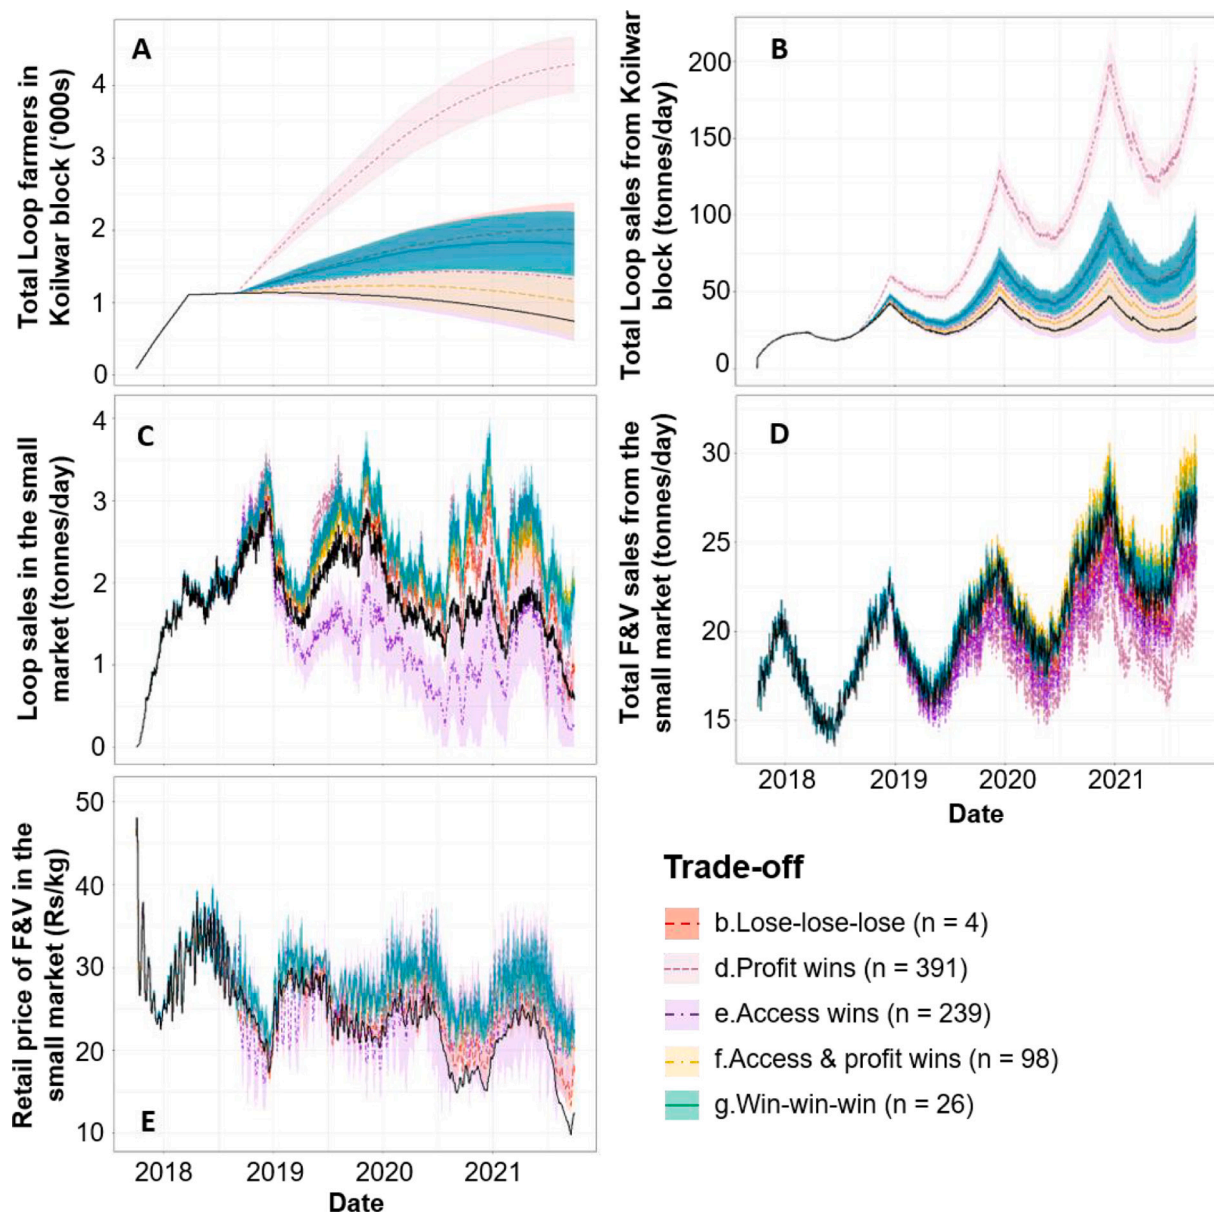 A
Total Loop farmers in
Koilwar block (‘000s
4
3
2
1
0
B
Total Loop sales from Koilwar
block (tonnes/day)
200
150
100
50
0
C
Loop sales in the small
market (tonnes/day)
4
3
2
1
0
D
Total F&V sales from the
small market (tonnes/day)
30
25
20
15
2018 2019 2020 2021
Date
E
Retail price of F&V in the
small market (Rs/kg)
50
40
30
20
10
2018 2019 2020 2021
Date
Trade-off
b.Lose-lose-lose (n = 4)
d.Profit wins (n = 391)
e.Access wins (n = 239)
f.Access & profit wins (n = 98)
g.Win-win-win (n = 26)